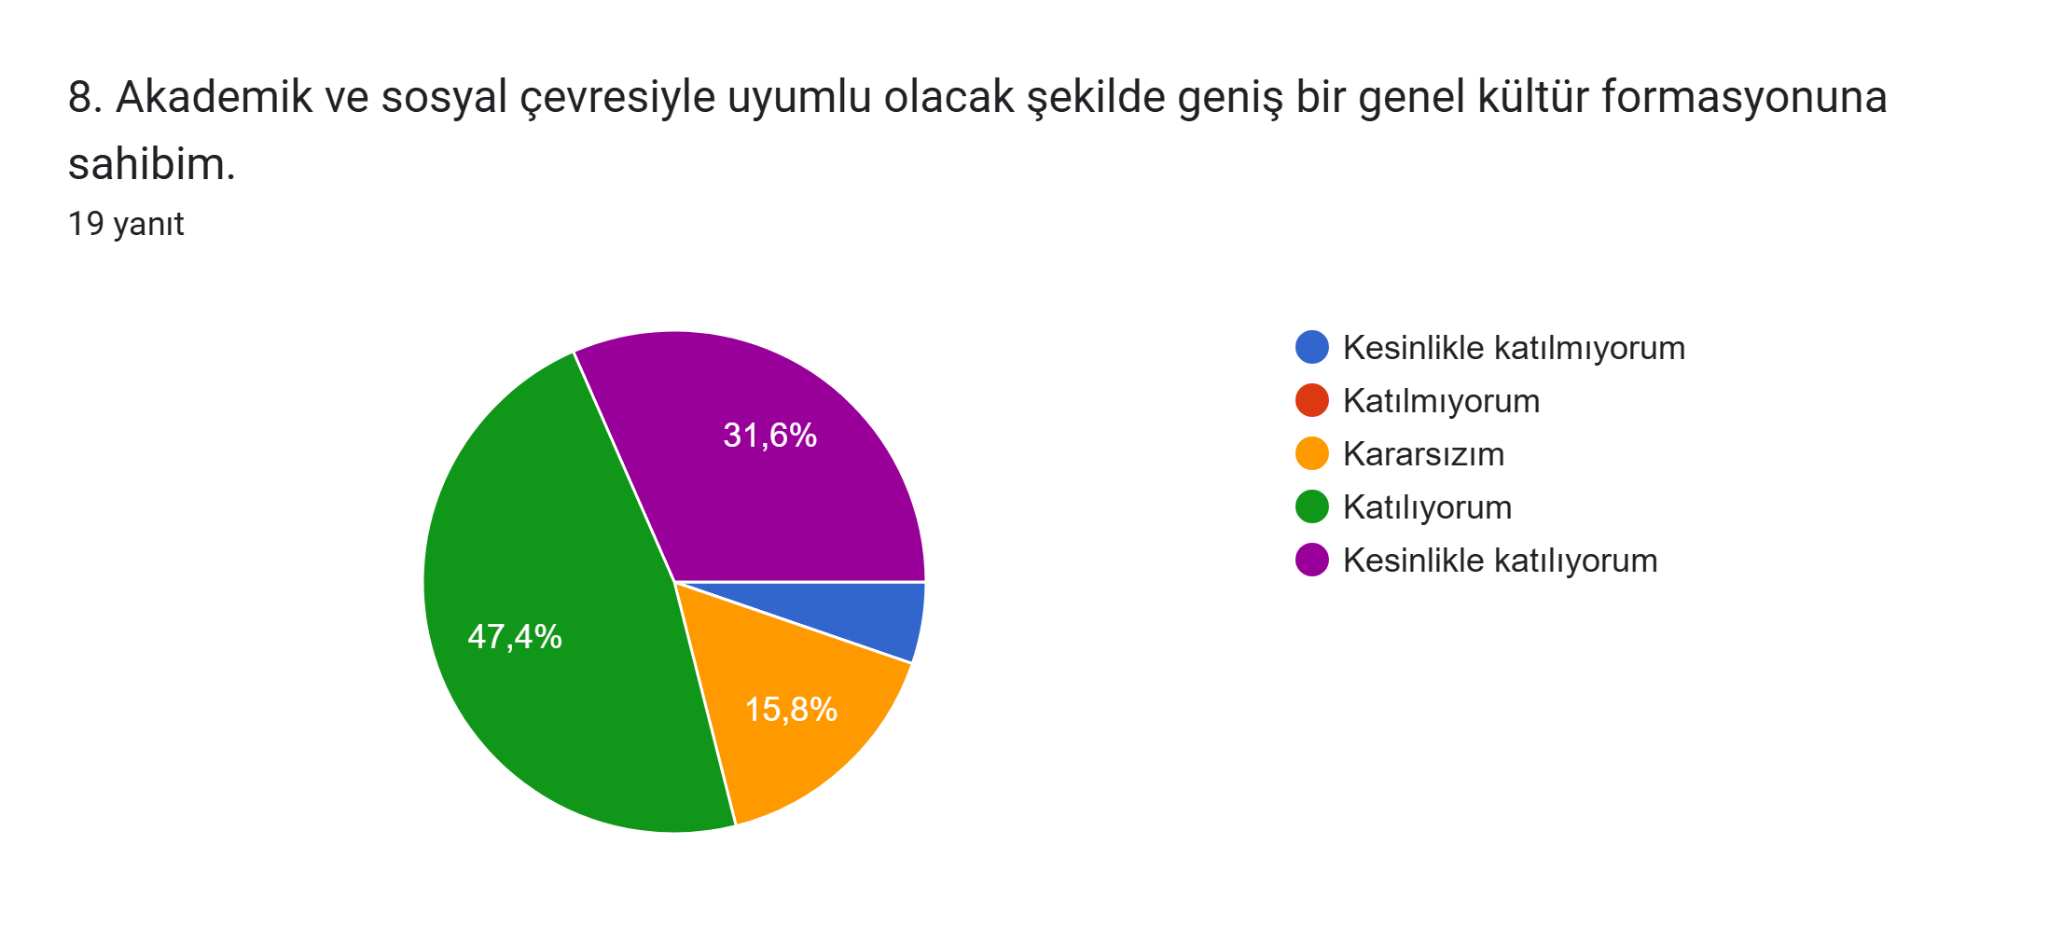 8. Akademik ve sosyal çevresiyle uyumlu olacak şekilde geniş bir genel kültür formasyonuna
sahibim.
19 yanıt
Kesinlikle katılmıyorum
Katılmıyorum
Kararsızım
Katılıyorum
Kesinlikle katılıyorum
31,6%
47,4%
15,8%